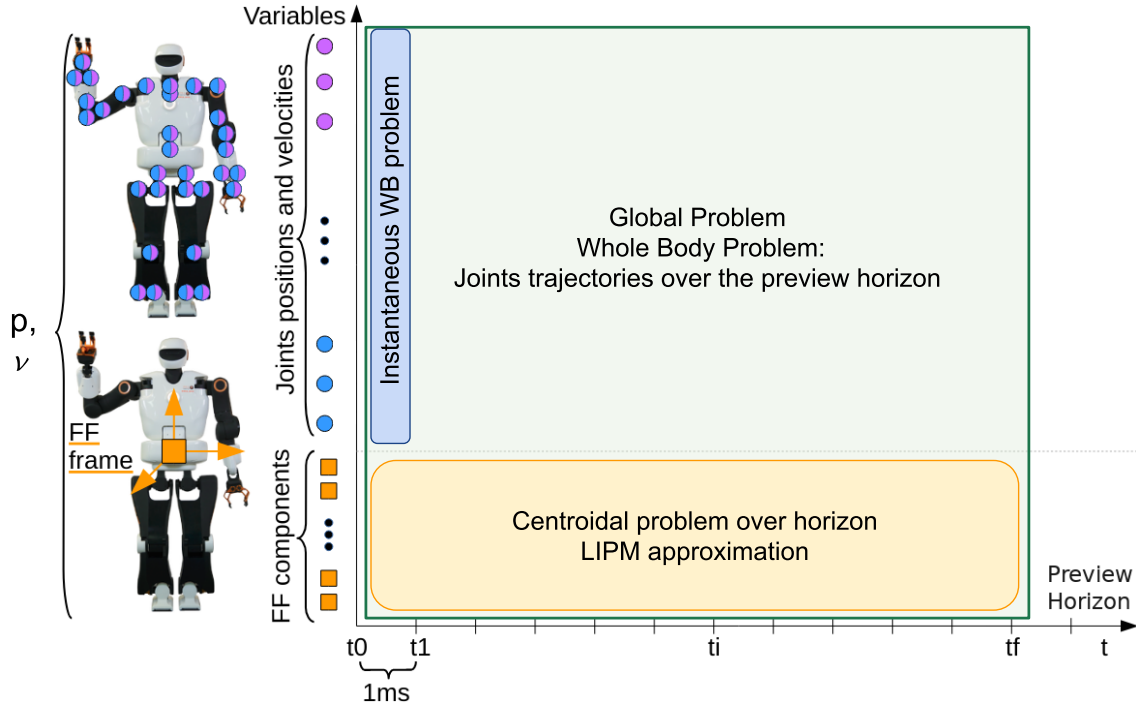 Variables
p,
ν
FF
frame
Joints positions and velocities
FF components
Instantaneous WB problem
Global Problem
Whole Body Problem:
Joints trajectories over the preview horizon
Centroidal problem over horizon
LIPM approximation
Preview
Horizon
t0
t1
ti
tf
t
1ms